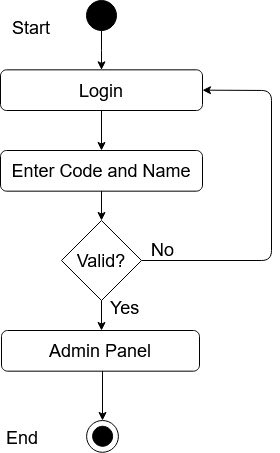 Start
Login
Enter Code and Name
Valid?
No
Yes
Admin Panel
End